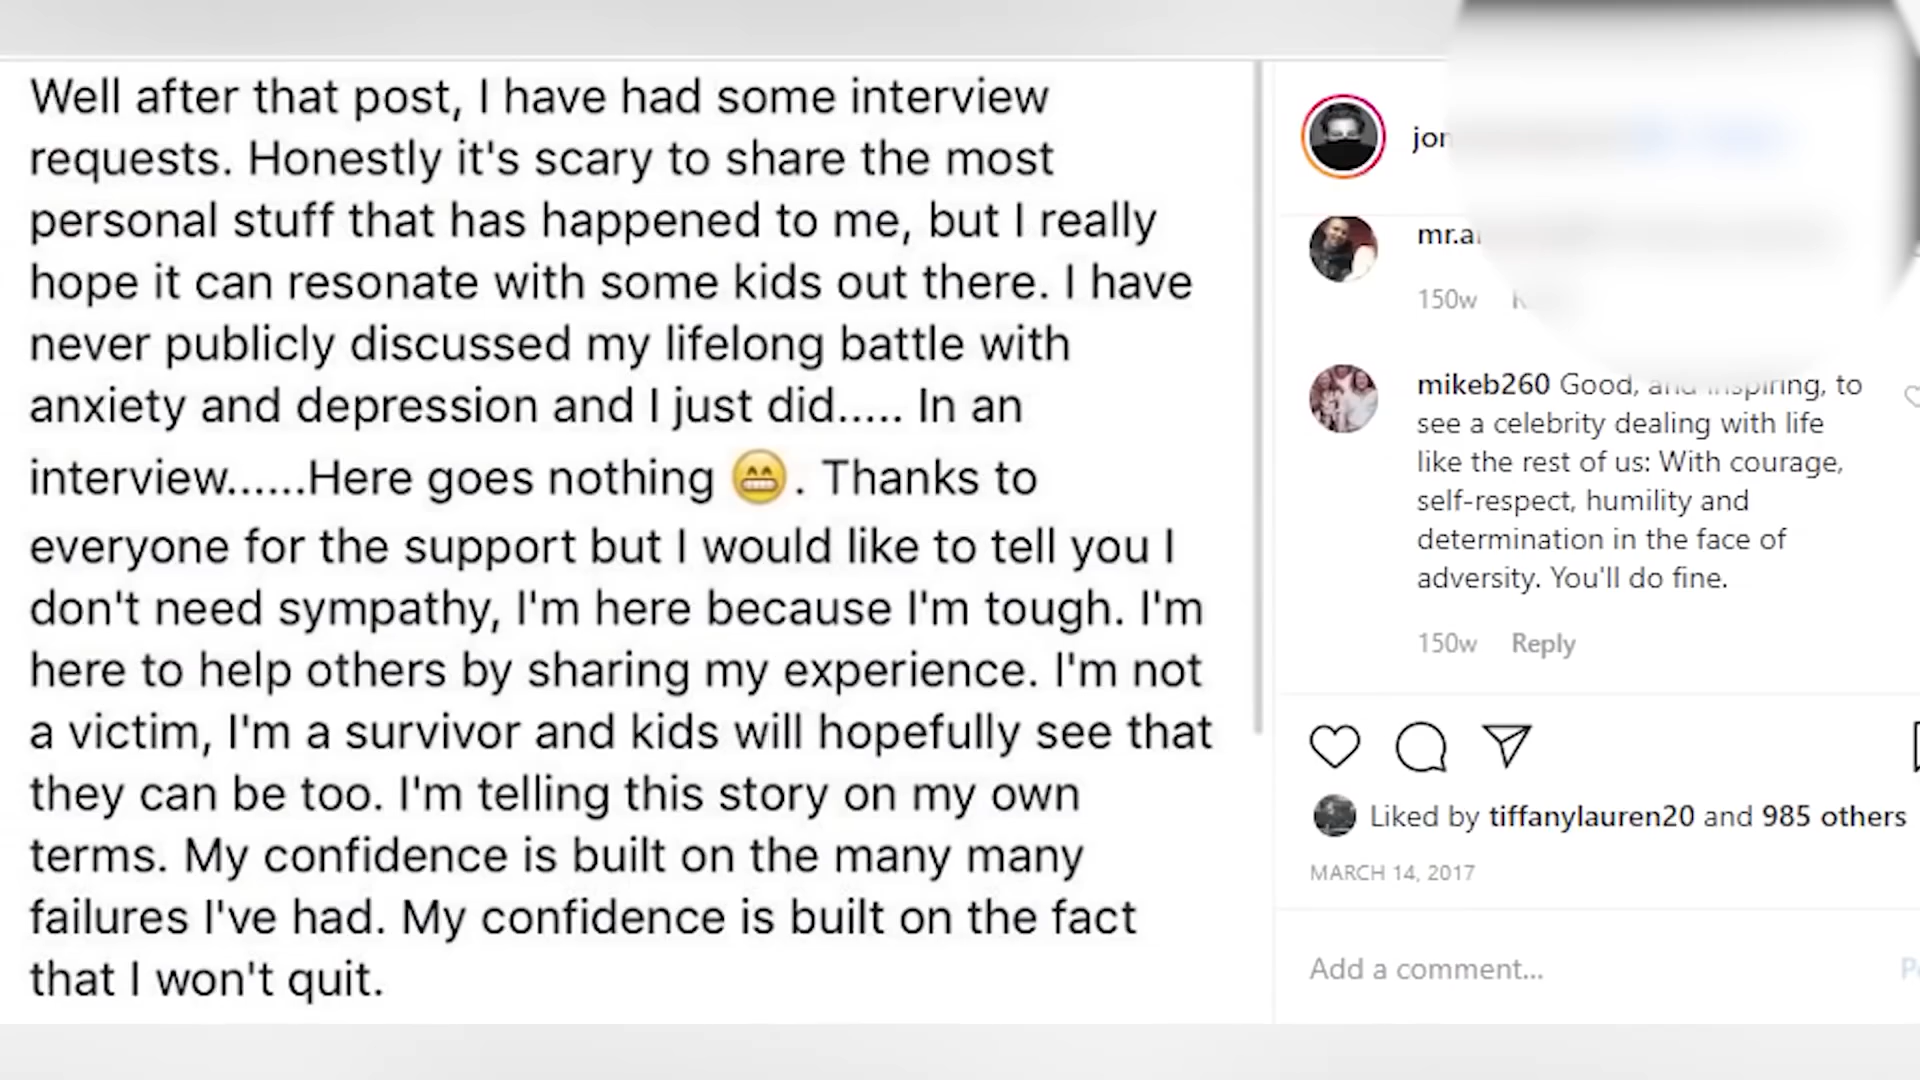 Well after that post, I have had some interview
requests. Honestly it's scary to share the most
personal stuff that has happened to me, but I really
hope it can resonate with some kids out there. I have
never publicly discussed my lifelong battle with
anxiety and depression and I just did..... In an
interview......Here goes nothing 😁. Thanks to
everyone for the support but I would like to tell you I
don't need sympathy, I'm here because I'm tough. I'm
here to help others by sharing my experience. I'm not
a victim, I'm a survivor and kids will hopefully see that
they can be too. I'm telling this story on my own
terms. My confidence is built on the many many
failures I've had. My confidence is built on the fact
that I won't quit.
150w
mikeb260 Good, and inspiring, to
see a celebrity dealing with life
like the rest of us: With courage,
self-respect, humility and
determination in the face of
adversity. You'll do fine.
150w Reply
Liked by tiffanylauren20 and 985 others
MARCH 14, 2017
Add a comment...